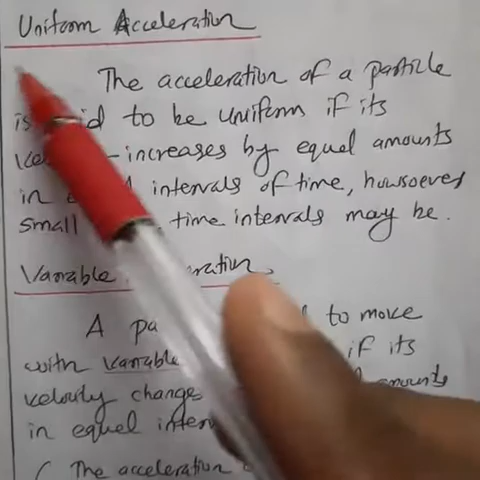 Uniform Acceleration
The acceleration of a particle
is to be uniform if its
increases by equal amounts
in intervals of time, howsoever
small time intervals may be.
Variable
A to move
with variable if its
velocity change amounts
in equal
( The acceleration